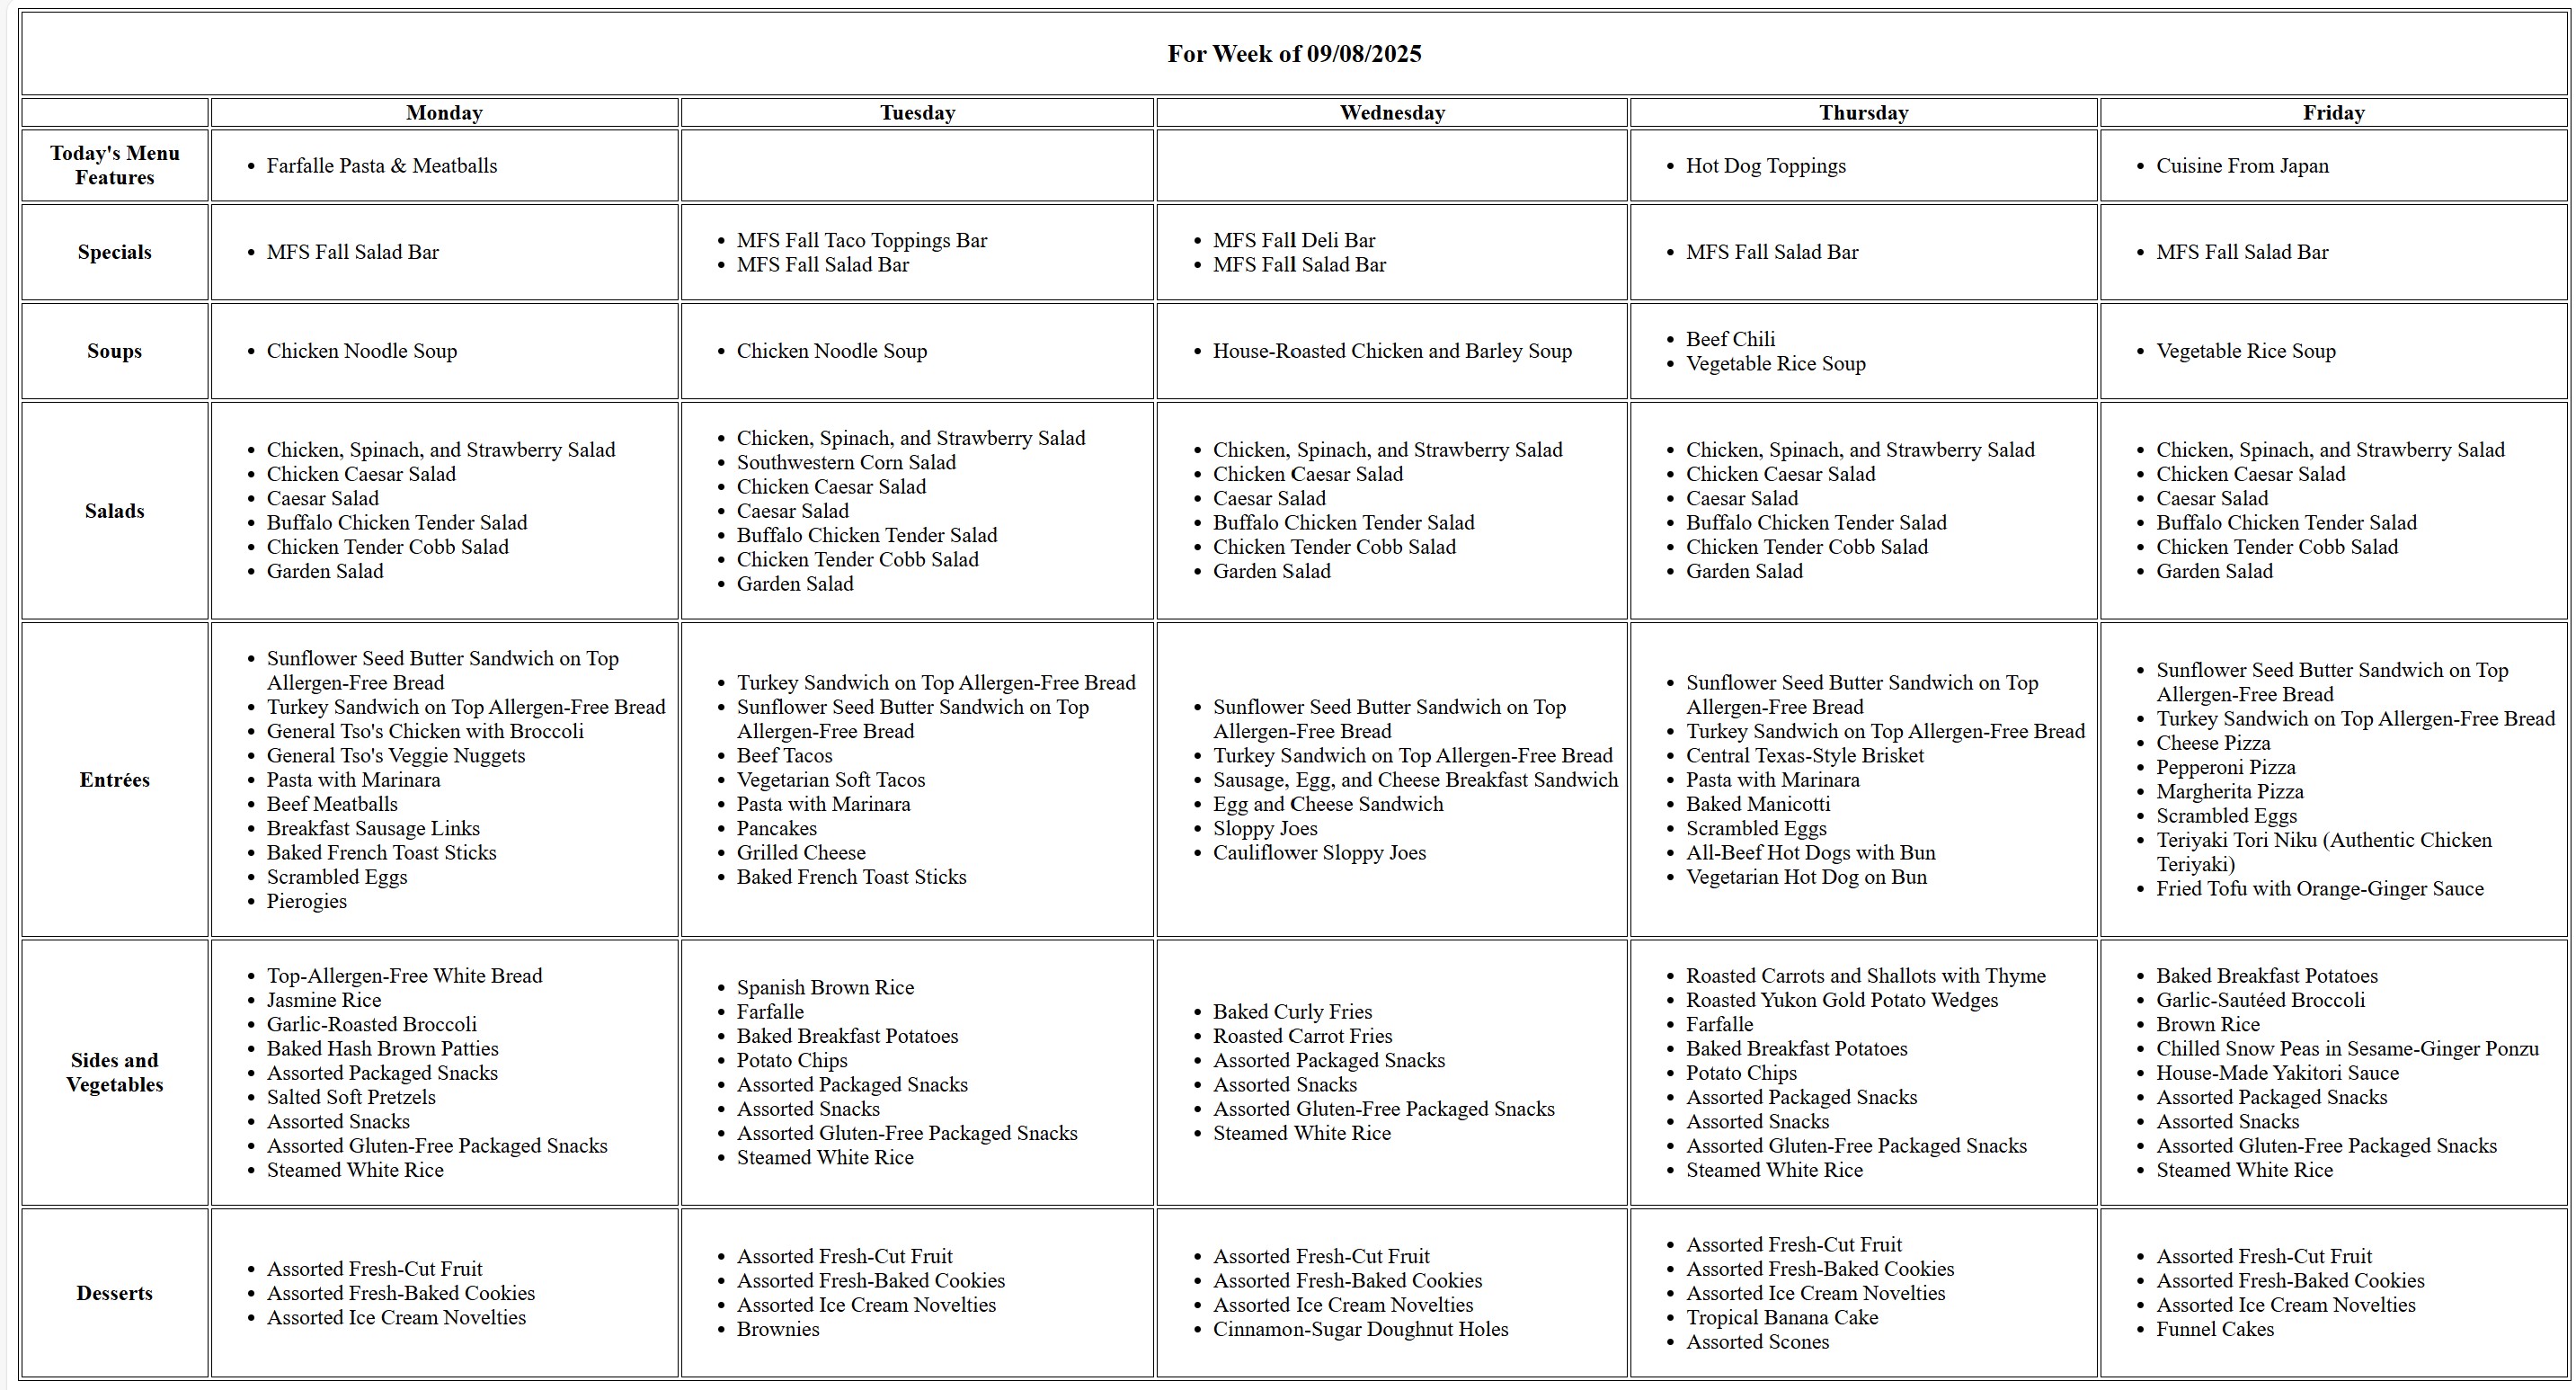 For Week of 09/08/2025
Monday Tuesday Wednesday Thursday Friday
Today's Menu
Features
Farfalle Pasta & Meatballs
Hot Dog Toppings
Cuisine From Japan
Specials
MFS Fall Salad Bar
MFS Fall Taco Toppings Bar
MFS Fall Salad Bar
MFS Fall Deli Bar
MFS Fall Salad Bar
MFS Fall Salad Bar
MFS Fall Salad Bar
Soups
Chicken Noodle Soup
Chicken Noodle Soup
House-Roasted Chicken and Barley Soup
Beef Chili
Vegetable Rice Soup
Vegetable Rice Soup
Salads
Chicken, Spinach, and Strawberry Salad
Chicken Caesar Salad
Caesar Salad
Buffalo Chicken Tender Salad
Chicken Tender Cobb Salad
Garden Salad
Chicken, Spinach, and Strawberry Salad
Southwestern Corn Salad
Chicken Caesar Salad
Caesar Salad
Buffalo Chicken Tender Salad
Chicken Tender Cobb Salad
Garden Salad
Chicken, Spinach, and Strawberry Salad
Chicken Caesar Salad
Caesar Salad
Buffalo Chicken Tender Salad
Chicken Tender Cobb Salad
Garden Salad
Chicken, Spinach, and Strawberry Salad
Chicken Caesar Salad
Caesar Salad
Buffalo Chicken Tender Salad
Chicken Tender Cobb Salad
Garden Salad
Chicken, Spinach, and Strawberry Salad
Chicken Caesar Salad
Caesar Salad
Buffalo Chicken Tender Salad
Chicken Tender Cobb Salad
Garden Salad
Entrées
Sunflower Seed Butter Sandwich on Top
Allergen-Free Bread
Turkey Sandwich on Top Allergen-Free Bread
General Tso's Chicken with Broccoli
General Tso's Veggie Nuggets
Pasta with Marinara
Beef Meatballs
Breakfast Sausage Links
Baked French Toast Sticks
Scrambled Eggs
Pierogies
Turkey Sandwich on Top Allergen-Free Bread
Sunflower Seed Butter Sandwich on Top
Allergen-Free Bread
Beef Tacos
Vegetarian Soft Tacos
Pasta with Marinara
Pancakes
Grilled Cheese
Baked French Toast Sticks
Sunflower Seed Butter Sandwich on Top
Allergen-Free Bread
Turkey Sandwich on Top Allergen-Free Bread
Sausage, Egg, and Cheese Breakfast Sandwich
Egg and Cheese Sandwich
Sloppy Joes
Cauliflower Sloppy Joes
Sunflower Seed Butter Sandwich on Top
Allergen-Free Bread
Turkey Sandwich on Top Allergen-Free Bread
Central Texas-Style Brisket
Pasta with Marinara
Baked Manicotti
Scrambled Eggs
All-Beef Hot Dogs with Bun
Vegetarian Hot Dog on Bun
Sunflower Seed Butter Sandwich on Top
Allergen-Free Bread
Turkey Sandwich on Top Allergen-Free Bread
Cheese Pizza
Pepperoni Pizza
Margherita Pizza
Scrambled Eggs
Teriyaki Tori Niku (Authentic Chicken
Teriyaki)
Fried Tofu with Orange-Ginger Sauce
Sides and
Vegetables
Top-Allergen-Free White Bread
Jasmine Rice
Garlic-Roasted Broccoli
Baked Hash Brown Patties
Assorted Packaged Snacks
Salted Soft Pretzels
Assorted Snacks
Assorted Gluten-Free Packaged Snacks
Steamed White Rice
Spanish Brown Rice
Farfalle
Baked Breakfast Potatoes
Potato Chips
Assorted Packaged Snacks
Assorted Snacks
Assorted Gluten-Free Packaged Snacks
Steamed White Rice
Baked Curly Fries
Roasted Carrot Fries
Assorted Packaged Snacks
Assorted Snacks
Assorted Gluten-Free Packaged Snacks
Steamed White Rice
Roasted Carrots and Shallots with Thyme
Roasted Yukon Gold Potato Wedges
Farfalle
Baked Breakfast Potatoes
Potato Chips
Assorted Packaged Snacks
Assorted Snacks
Assorted Gluten-Free Packaged Snacks
Steamed White Rice
Baked Breakfast Potatoes
Garlic-Sautéed Broccoli
Brown Rice
Chilled Snow Peas in Sesame-Ginger Ponzu
House-Made Yakitori Sauce
Assorted Packaged Snacks
Assorted Snacks
Assorted Gluten-Free Packaged Snacks
Steamed White Rice
Desserts
Assorted Fresh-Cut Fruit
Assorted Fresh-Baked Cookies
Assorted Ice Cream Novelties
Assorted Fresh-Cut Fruit
Assorted Fresh-Baked Cookies
Assorted Ice Cream Novelties
Brownies
Assorted Fresh-Cut Fruit
Assorted Fresh-Baked Cookies
Assorted Ice Cream Novelties
Cinnamon-Sugar Doughnut Holes
Assorted Fresh-Cut Fruit
Assorted Fresh-Baked Cookies
Assorted Ice Cream Novelties
Tropical Banana Cake
Assorted Scones
Assorted Fresh-Cut Fruit
Assorted Fresh-Baked Cookies
Assorted Ice Cream Novelties
Funnel Cakes